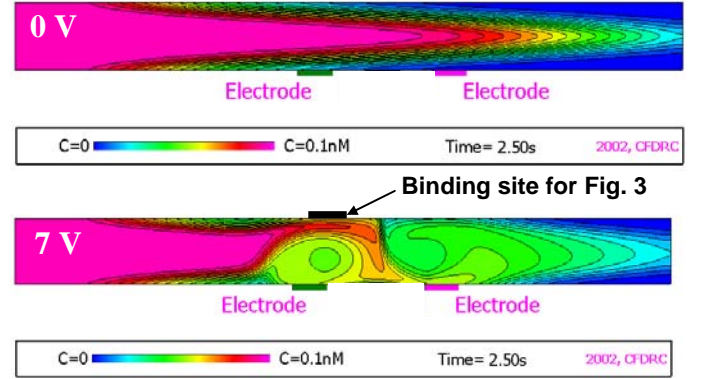 0 V
Electrode Electrode
C=0 C=0.1nM Time= 2.50s 2002, CFDRC
Binding site for Fig. 3
7 V
Electrode Electrode
C=0 C=0.1nM Time= 2.50s 2002, CFDRC